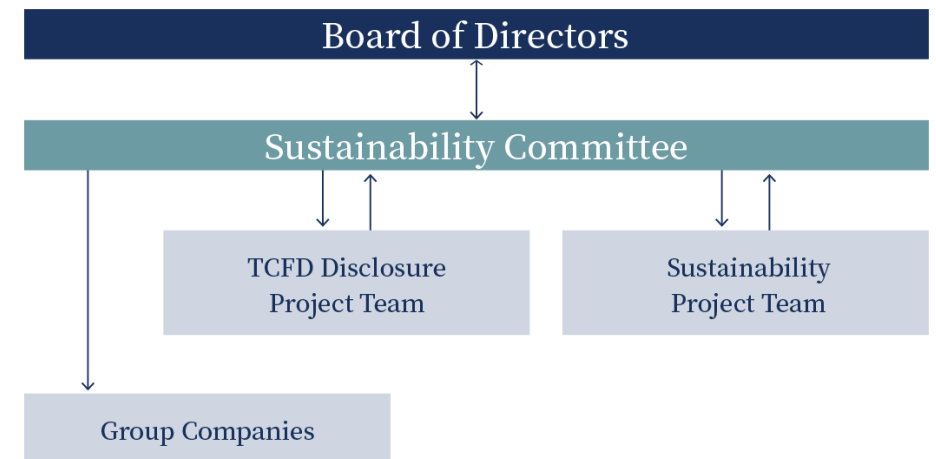 Board of Directors
Sustainability Committee
TCFD Disclosure
Project Team
Sustainability
Project Team
Group Companies